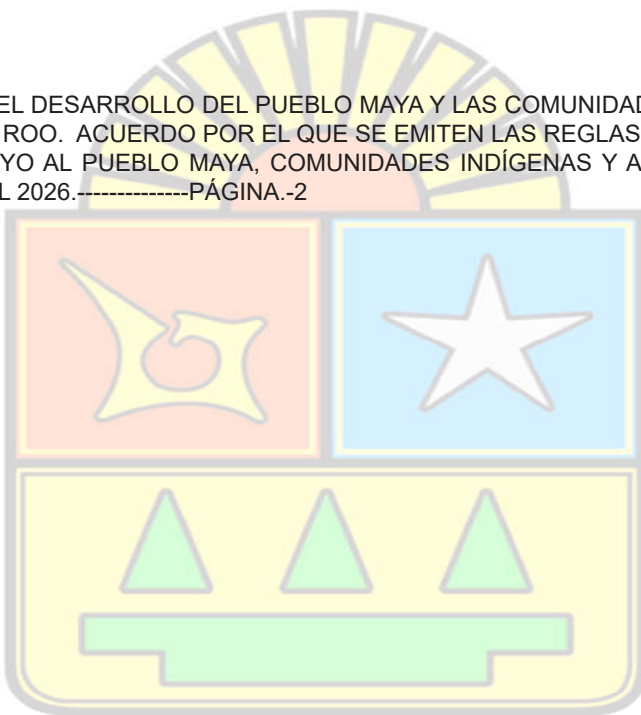 EL DESARROLLO DEL PUEBLO MAYA Y LAS COMUNIDAD
ROO. ACUERDO POR EL QUE SE EMITEN LAS REGLAS
YO AL PUEBLO MAYA, COMUNIDADES INDÍGENAS Y A
L 2026.--------------PÁGINA.-2